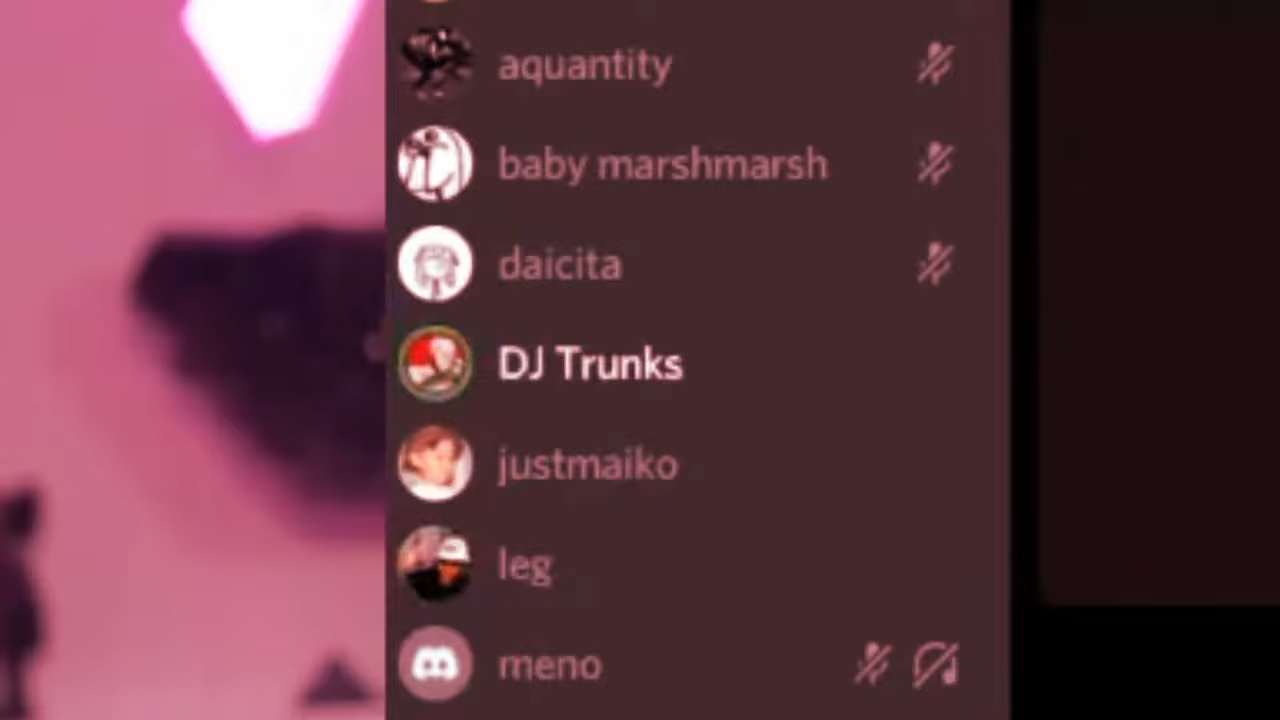 aquantity
baby marshmarsh
daicita
DJ Trunks
justmaiko
leg
meno